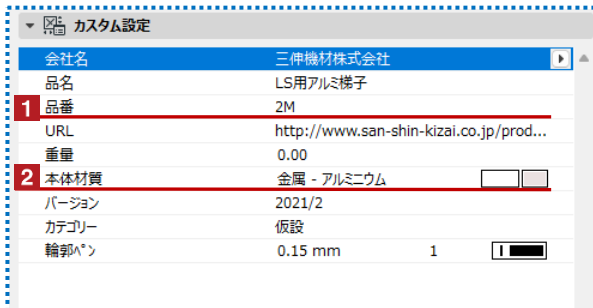 カスタム設定
会社名 三伸機材株式会社
品名 LS用アルミ梯子
1 品番 2M
URL http://www.san-shin-kizai.co.jp/prod...
重量 0.00
2 本体材質 金属 - アルミニウム
バージョン 2021/2
カテゴリー 仮設
輪郭ペン 0.15 mm 1